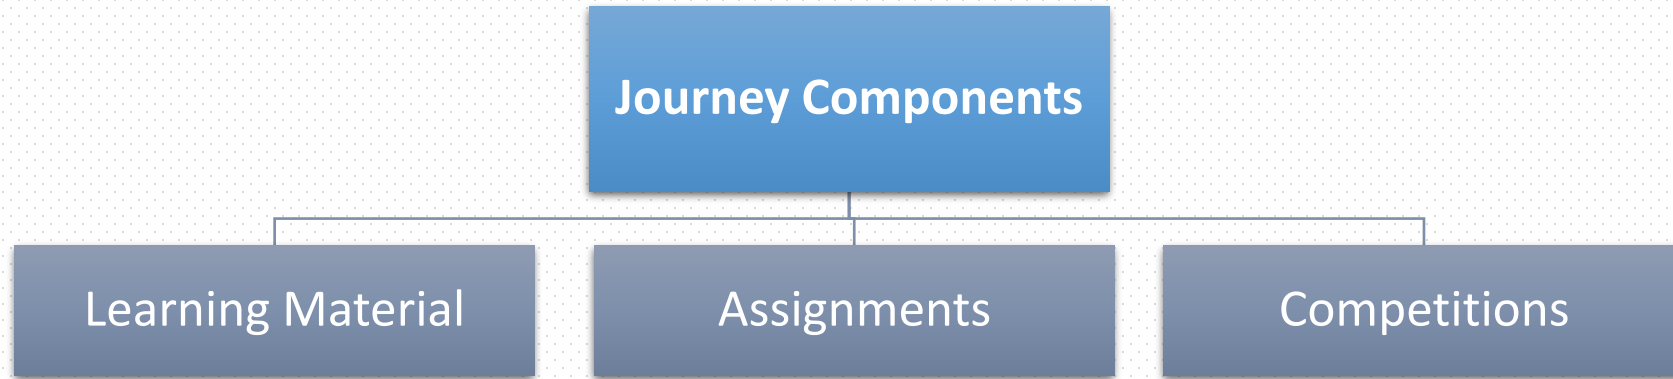 Journey Components
Learning Material
Assignments
Competitions